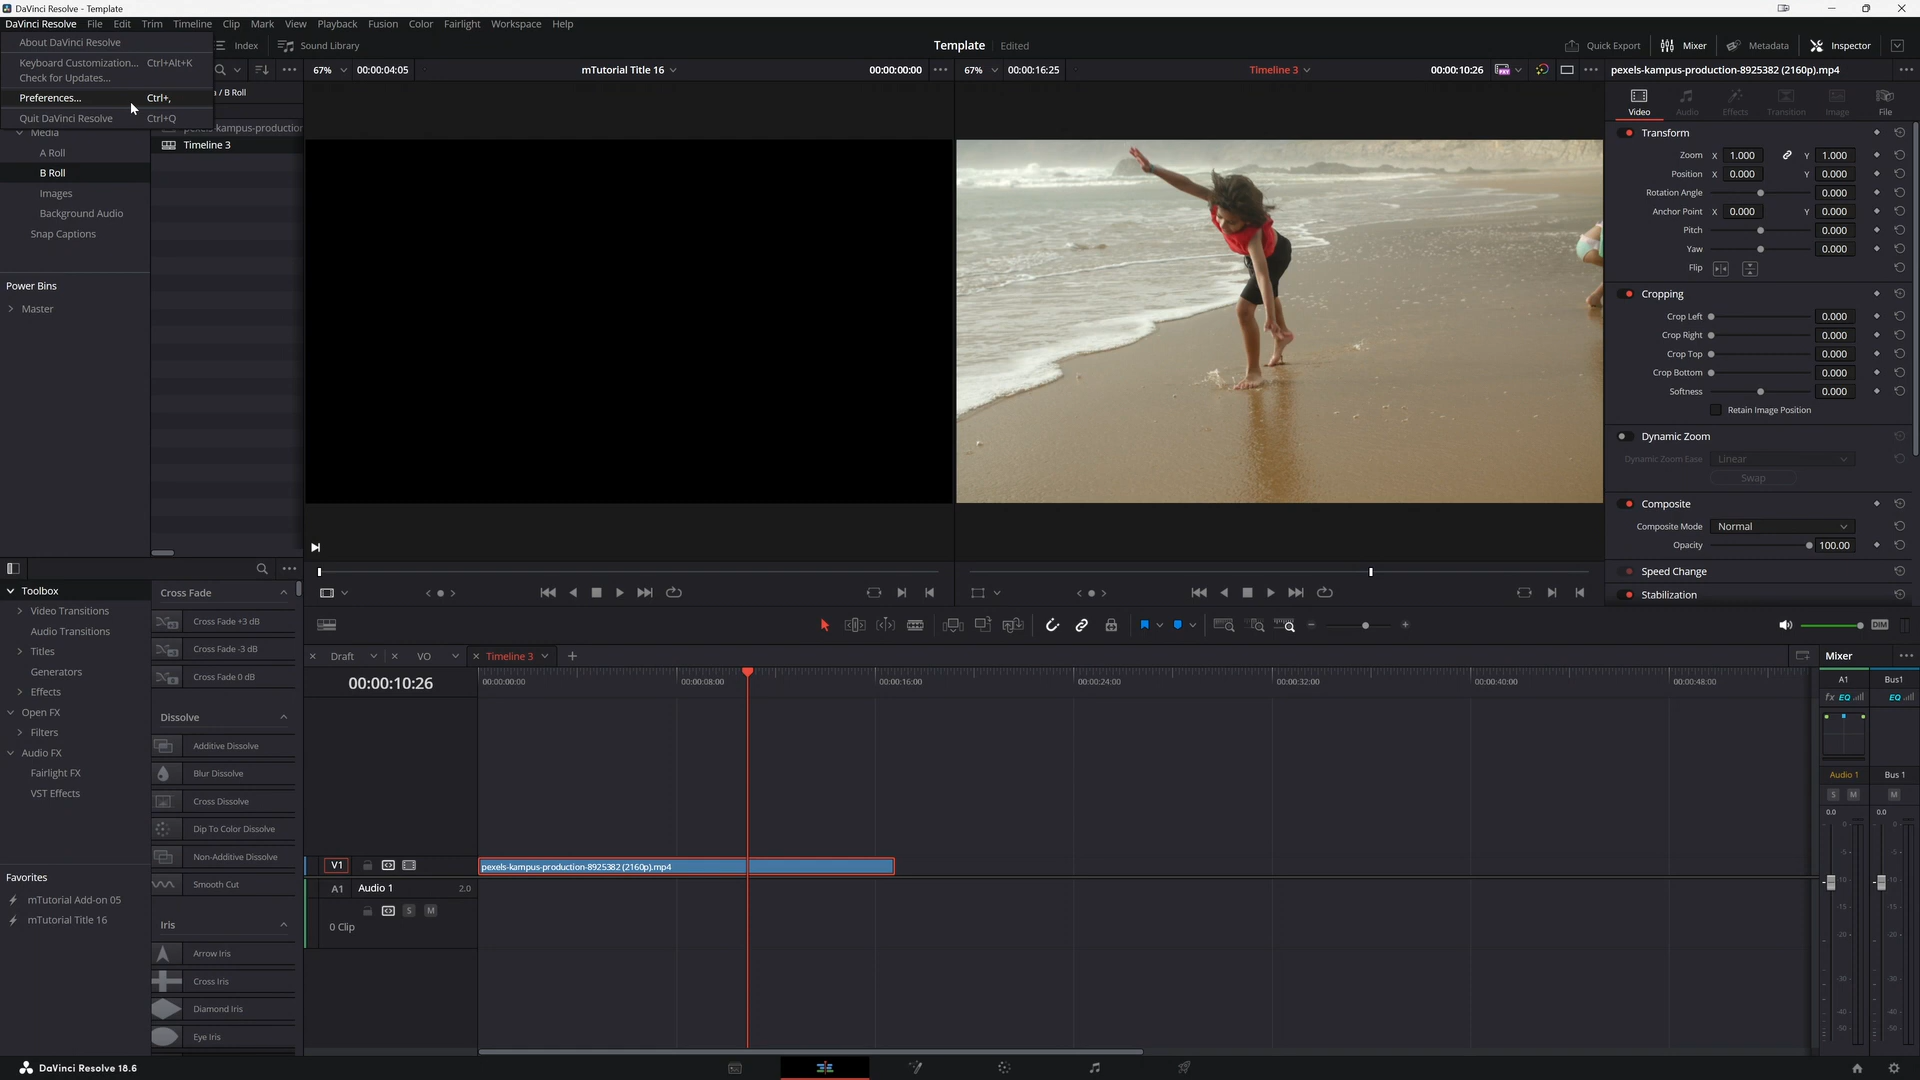 DaVinci Resolve - Template
DaVinci Resolve File Edit Trim Timeline Clip Mark View Playback Fusion Color Fairlight Workspace Help
About DaVinci Resolve
Keyboard Customization... Ctrl+Alt+K
Check for Updates...
Preferences... Ctrl+,
Quit DaVinci Resolve Ctrl+Q
Index Sound Library
Template Edited
Quick Export Mixer Metadata Inspector
67% 00:00:04:05 mTutorial Title 16 00:00:00:00
67% 00:00:16:25 Timeline 3 00:00:10:26
pexels-kampus-production-8925382 (2160p).mp4
/ B Roll
pexels-kampus-production
Timeline 3
Media
A Roll
B Roll
Images
Background Audio
Snap Captions
Power Bins
Master
Video Audio Effects Transition Image File
Transform
Zoom X 1.000 Y 1.000
Position X 0.000 Y 0.000
Rotation Angle 0.000
Anchor Point X 0.000 Y 0.000
Pitch 0.000
Yaw 0.000
Flip
Cropping
Crop Left 0.000
Crop Right 0.000
Crop Top 0.000
Crop Bottom 0.000
Softness 0.000
Retain Image Position
Dynamic Zoom
Dynamic Zoom Ease Linear
Swap
Composite
Composite Mode Normal
Opacity 100.00
Speed Change
Stabilization
Toolbox
Video Transitions
Audio Transitions
Titles
Generators
Effects
Open FX
Filters
Audio FX
Fairlight FX
VST Effects
Favorites
mTutorial Add-on 05
mTutorial Title 16
Cross Fade
Cross Fade +3 dB
Cross Fade -3 dB
Cross Fade 0 dB
Dissolve
Additive Dissolve
Blur Dissolve
Cross Dissolve
Dip To Color Dissolve
Non-Additive Dissolve
Smooth Cut
Iris
Arrow Iris
Cross Iris
Diamond Iris
Eye Iris
DIM
Draft VO Timeline 3
00:00:10:26
00:00:00:00 00:00:08:00 00:00:16:00 00:00:24:00 00:00:32:00 00:00:40:00 00:00:48:00
V1
pexels-kampus-production-8925382 (2160p).mp4
A1 Audio 1 2.0
S M
0 Clip
Mixer
A1 Bus1
fx EQ EQ
Audio 1 Bus 1
S M M
0.0 0.0
DaVinci Resolve 18.6